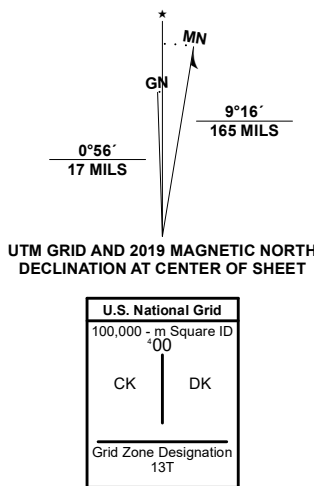 ★
MN
GN
0°56´
17 MILS
9°16´
165 MILS
UTM GRID AND 2019 MAGNETIC NORTH
DECLINATION AT CENTER OF SHEET
U.S. National Grid
100,000 - m Square ID
⁴00
CK DK
Grid Zone Designation
13T